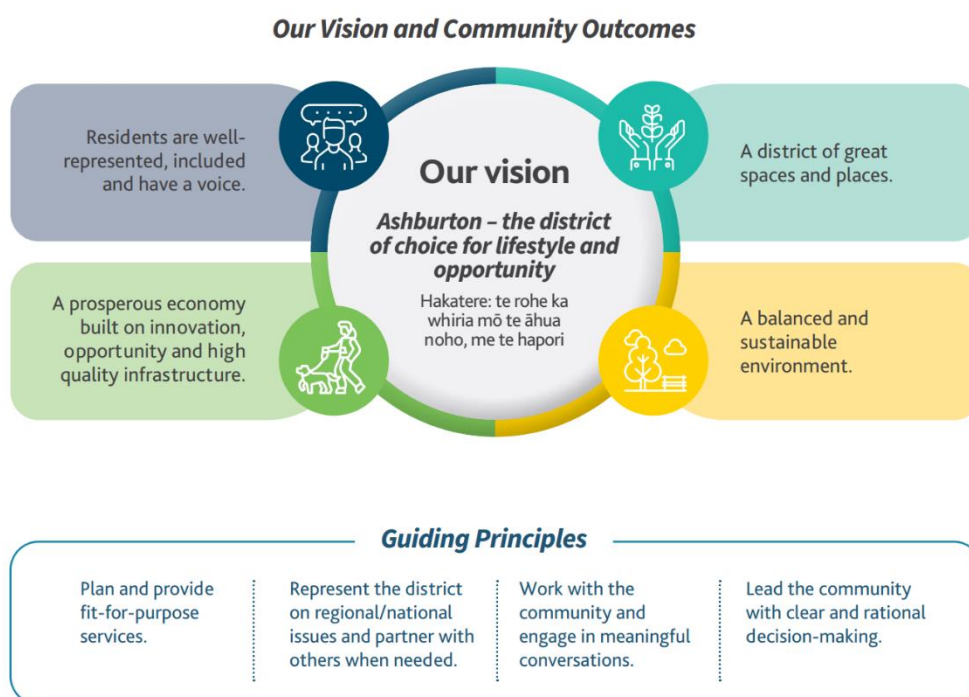 Our Vision and Community Outcomes
Residents are well-
represented, included
and have a voice.
A prosperous economy
built on innovation,
opportunity and high
quality infrastructure.
Our vision
Ashburton – the district
of choice for lifestyle and
opportunity
Hakatere: te rohe ka
whiria mō te āhua
noho, me te hapori
A district of great
spaces and places.
A balanced and
sustainable
environment.
Guiding Principles
Plan and provide
fit-for-purpose
services.
Represent the district
on regional/national
issues and partner with
others when needed.
Work with the
community and
engage in meaningful
conversations.
Lead the community
with clear and rational
decision-making.